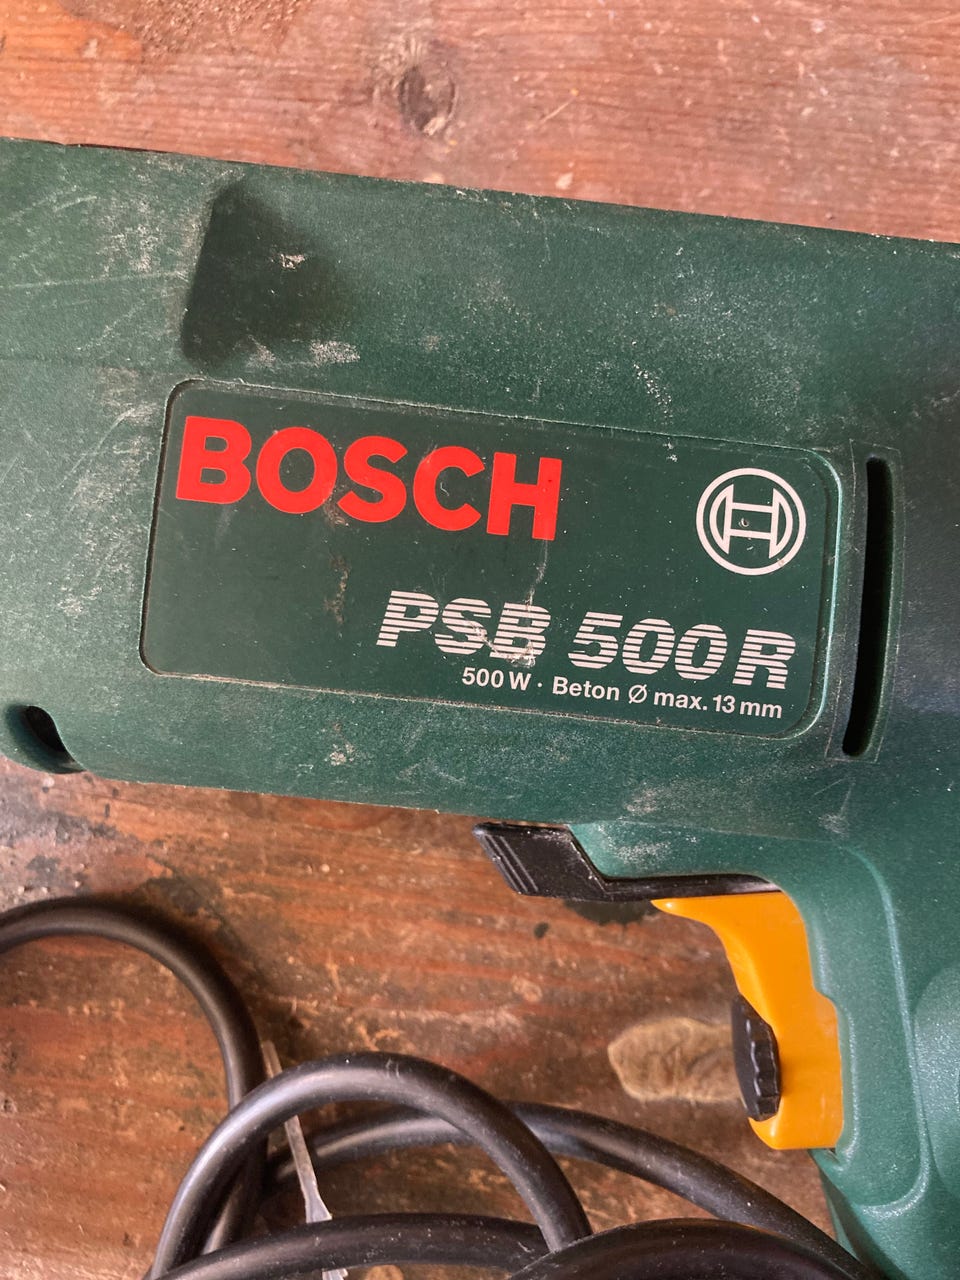 BOSCH
PSB 500 R
500 W · Beton Ø max. 13 mm